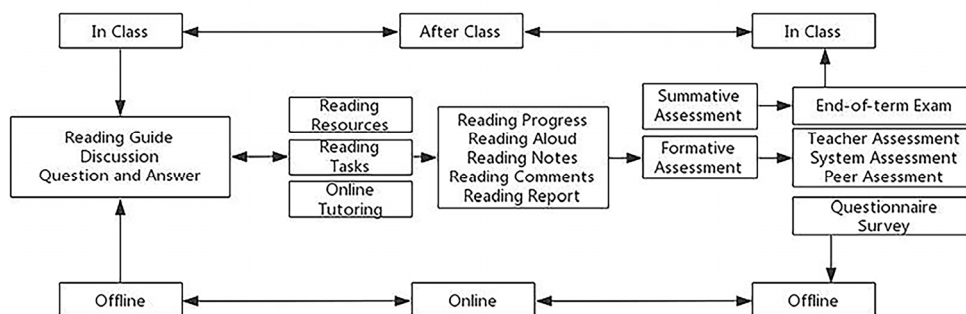 In Class
After Class
In Class
Reading Guide
Discussion
Question and Answer
Reading
Resources
Reading
Tasks
Online
Tutoring
Reading Progress
Reading Aloud
Reading Notes
Reading Comments
Reading Report
Summative
Assessment
Formative
Assessment
End-of-term Exam
Teacher Assessment
System Assessment
Peer Asessment
Questionnaire
Survey
Offline
Online
Offline